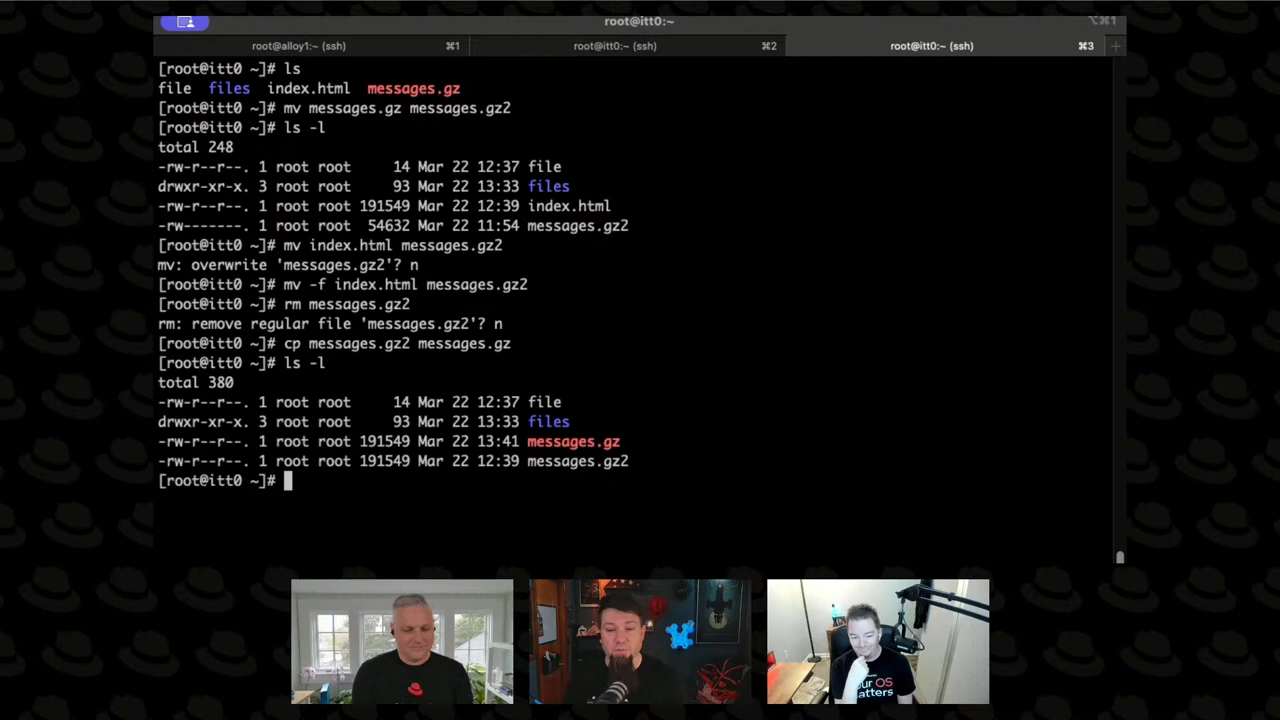 root@itt0:~
⌥⌘1
root@alloy1:~ (ssh) ⌘1 root@itt0:~ (ssh) ⌘2 root@itt0:~ (ssh) ⌘3 +
[root@itt0 ~]# ls
file files index.html messages.gz
[root@itt0 ~]# mv messages.gz messages.gz2
[root@itt0 ~]# ls -l
total 248
-rw-r--r--. 1 root root 14 Mar 22 12:37 file
drwxr-xr-x. 3 root root 93 Mar 22 13:33 files
-rw-r--r--. 1 root root 191549 Mar 22 12:39 index.html
-rw-------. 1 root root 54632 Mar 22 11:54 messages.gz2
[root@itt0 ~]# mv index.html messages.gz2
mv: overwrite 'messages.gz2'? n
[root@itt0 ~]# mv -f index.html messages.gz2
[root@itt0 ~]# rm messages.gz2
rm: remove regular file 'messages.gz2'? n
[root@itt0 ~]# cp messages.gz2 messages.gz
[root@itt0 ~]# ls -l
total 380
-rw-r--r--. 1 root root 14 Mar 22 12:37 file
drwxr-xr-x. 3 root root 93 Mar 22 13:33 files
-rw-r--r--. 1 root root 191549 Mar 22 13:41 messages.gz
-rw-r--r--. 1 root root 191549 Mar 22 12:39 messages.gz2
[root@itt0 ~]#
OS
matters